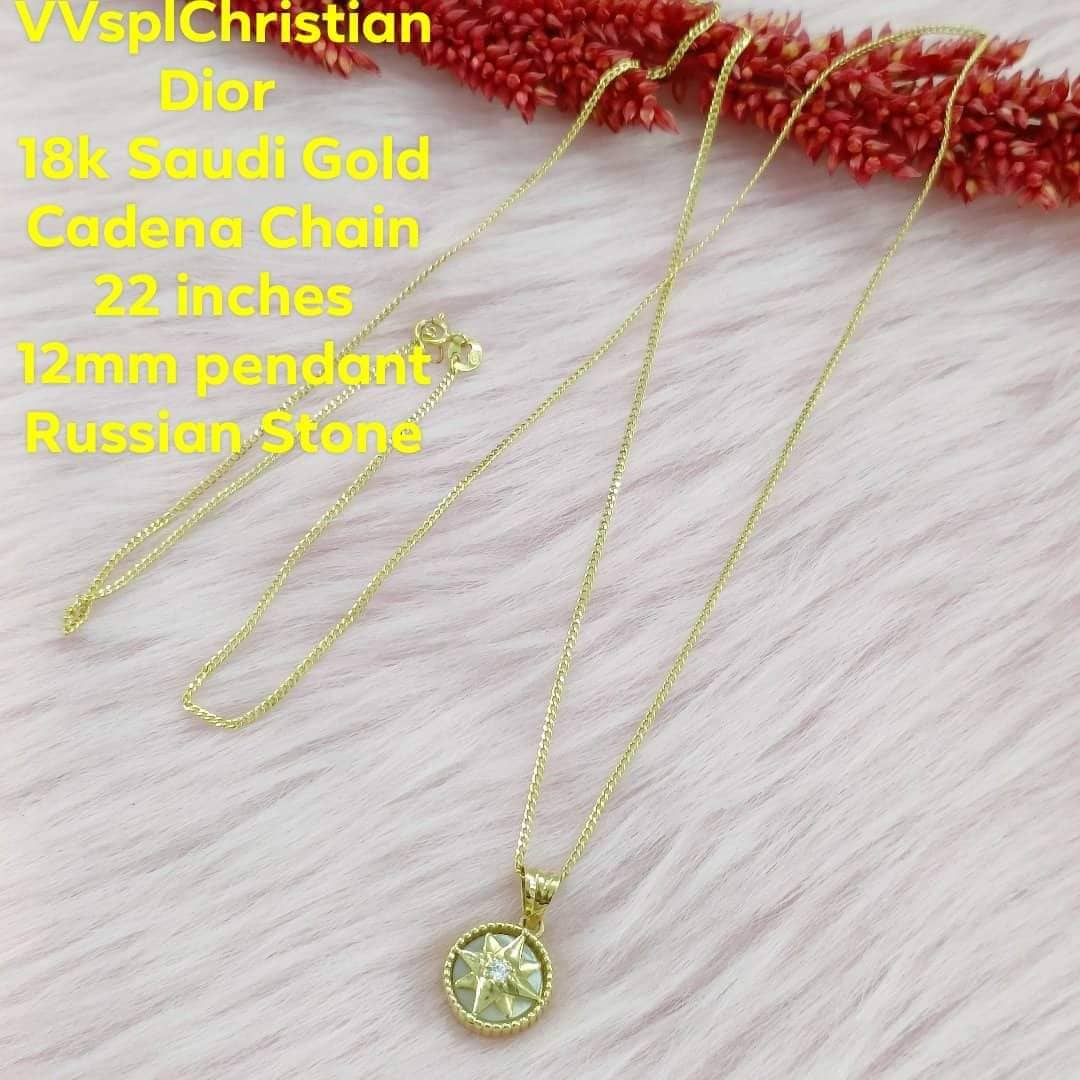 VVsplChristian
Dior
18k Saudi Gold
Cadena Chain
22 inches
12mm pendant
Russian Stone